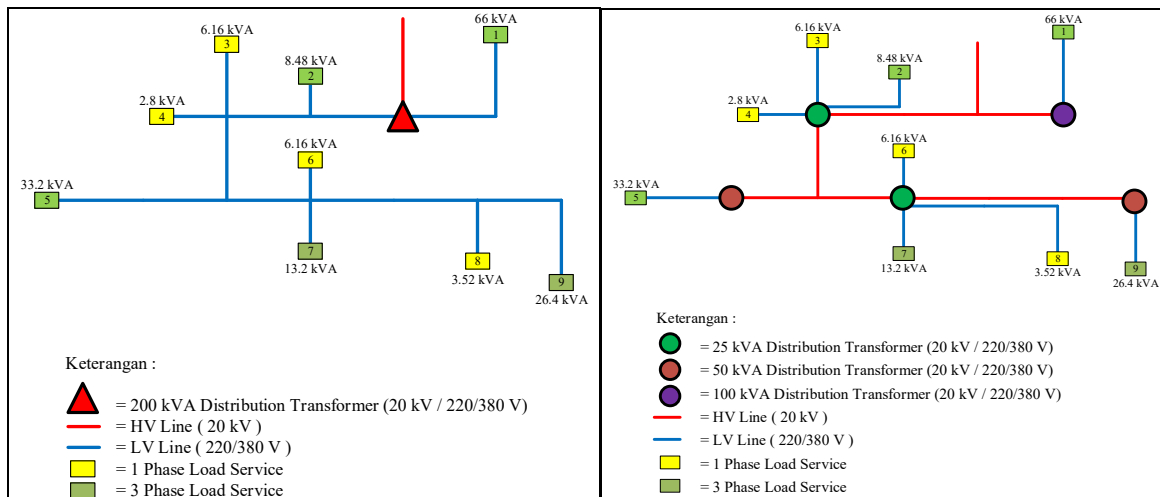 66 kVA
1
6.16 kVA
3
8.48 kVA
2
2.8 kVA
4
6.16 kVA
6
33.2 kVA
5
7
13.2 kVA
8
3.52 kVA
9
26.4 kVA
Keterangan :
= 200 kVA Distribution Transformer (20 kV / 220/380 V)
= HV Line ( 20 kV )
= LV Line ( 220/380 V )
= 1 Phase Load Service
= 3 Phase Load Service
66 kVA
1
6.16 kVA
3
8.48 kVA
2
2.8 kVA
4
6.16 kVA
6
33.2 kVA
5
7
13.2 kVA
8
3.52 kVA
9
26.4 kVA
Keterangan :
= 25 kVA Distribution Transformer (20 kV / 220/380 V)
= 50 kVA Distribution Transformer (20 kV / 220/380 V)
= 100 kVA Distribution Transformer (20 kV / 220/380 V)
= HV Line ( 20 kV )
= LV Line ( 220/380 V )
= 1 Phase Load Service
= 3 Phase Load Service